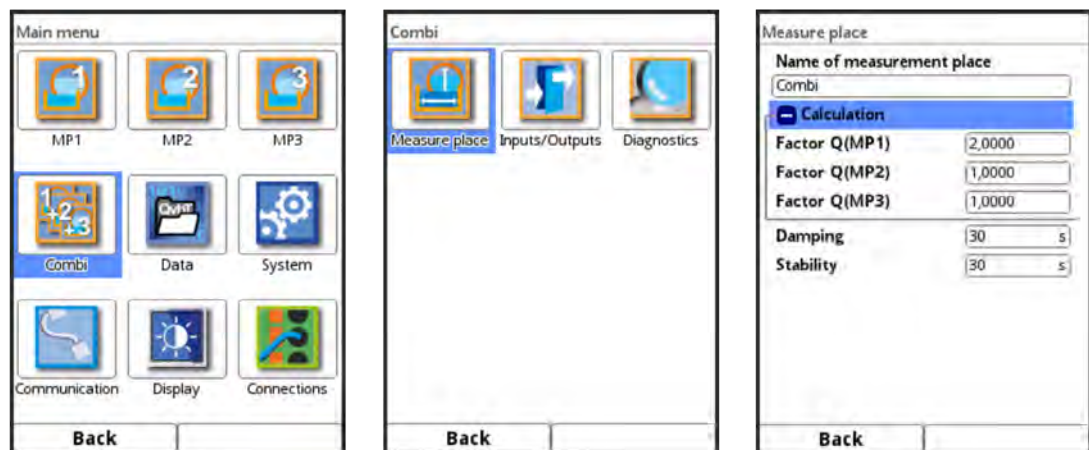 Main menu
1
2
3
MP1
MP2
MP3
1
+2
+3
Combi
Data
System
Communication
Display
Connections
Back
Combi
Measure place
Inputs/Outputs
Diagnostics
Back
Measure place
Name of measurement place
Combi
Calculation
Factor Q(MP1) 2,0000
Factor Q(MP2) 1,0000
Factor Q(MP3) 1,0000
Damping 30 s
Stability 30 s
Back